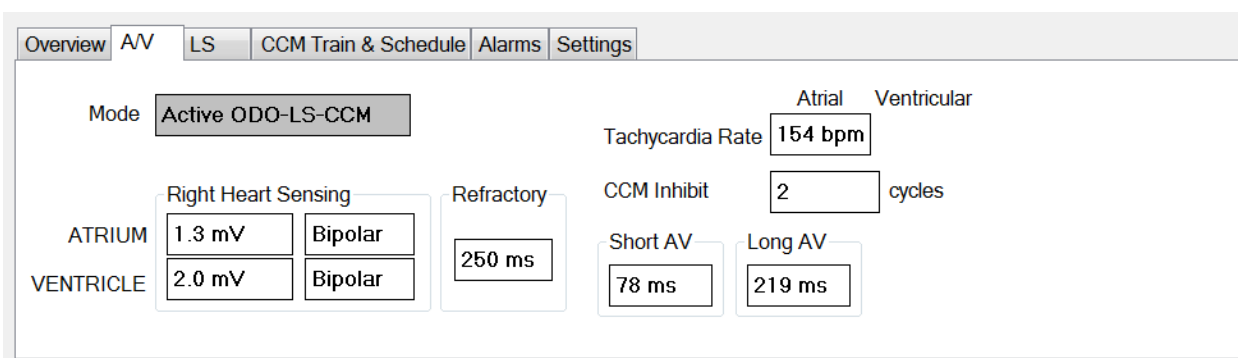 Overview A/V LS CCM Train & Schedule Alarms Settings
Mode Active ODO-LS-CCM
Atrial Ventricular
Tachycardia Rate 154 bpm
CCM Inhibit 2 cycles
Right Heart Sensing Refractory
ATRIUM 1.3 mV Bipolar
VENTRICLE 2.0 mV Bipolar
250 ms
Short AV Long AV
78 ms 219 ms